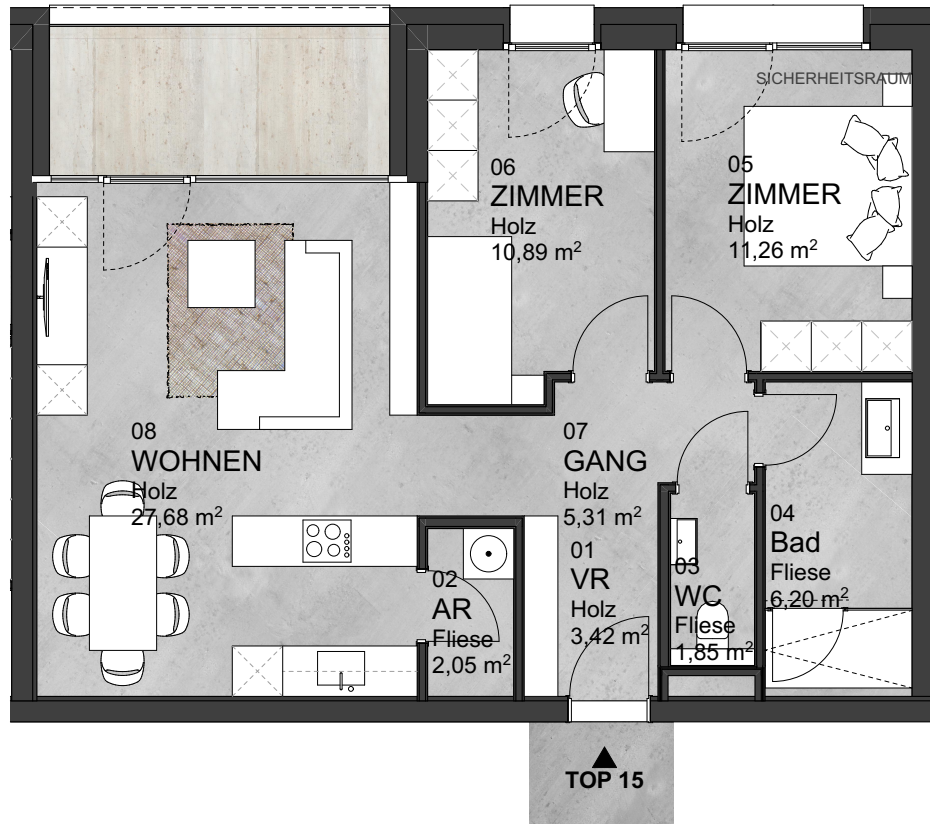 SICHERHEITSRAUM
06
ZIMMER
Holz
10,89 m²
05
ZIMMER
Holz
11,26 m²
08
WOHNEN
Holz
27,68 m²
07
GANG
Holz
5,31 m²
01
VR
Holz
3,42 m²
02
AR
Fliese
2,05 m²
03
WC
Fliese
1,85 m²
04
Bad
Fliese
6,20 m²
TOP 15